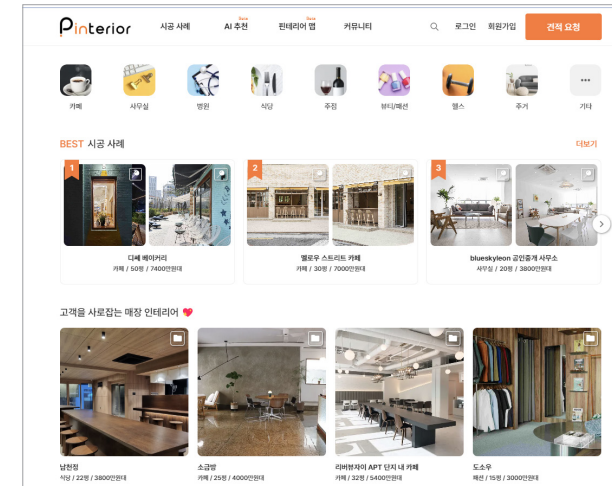 Pinterior 시공 사례 AI 추천 Beta 핀테리어 맵 Beta 커뮤니티 로그인 회원가입 견적 요청
카페 사무실 병원 식당 주점 뷰티/패션 헬스 주거 기타
BEST 시공 사례 더보기
1 2 3
디쎄 베이커리 옐로우 스트리트 카페 blueskyleon 공인중개 사무소
카페 / 50평 / 7400만원대 카페 / 30평 / 7000만원대 사무실 / 20평 / 3800만원대
고객을 사로잡는 매장 인테리어 💖
남천정 소금방 리버뷰자이 APT 단지 내 카페 도소우
식당 / 22평 / 3800만원대 카페 / 25평 / 4000만원대 카페 / 32평 / 5400만원대 패션 / 15평 / 3000만원대